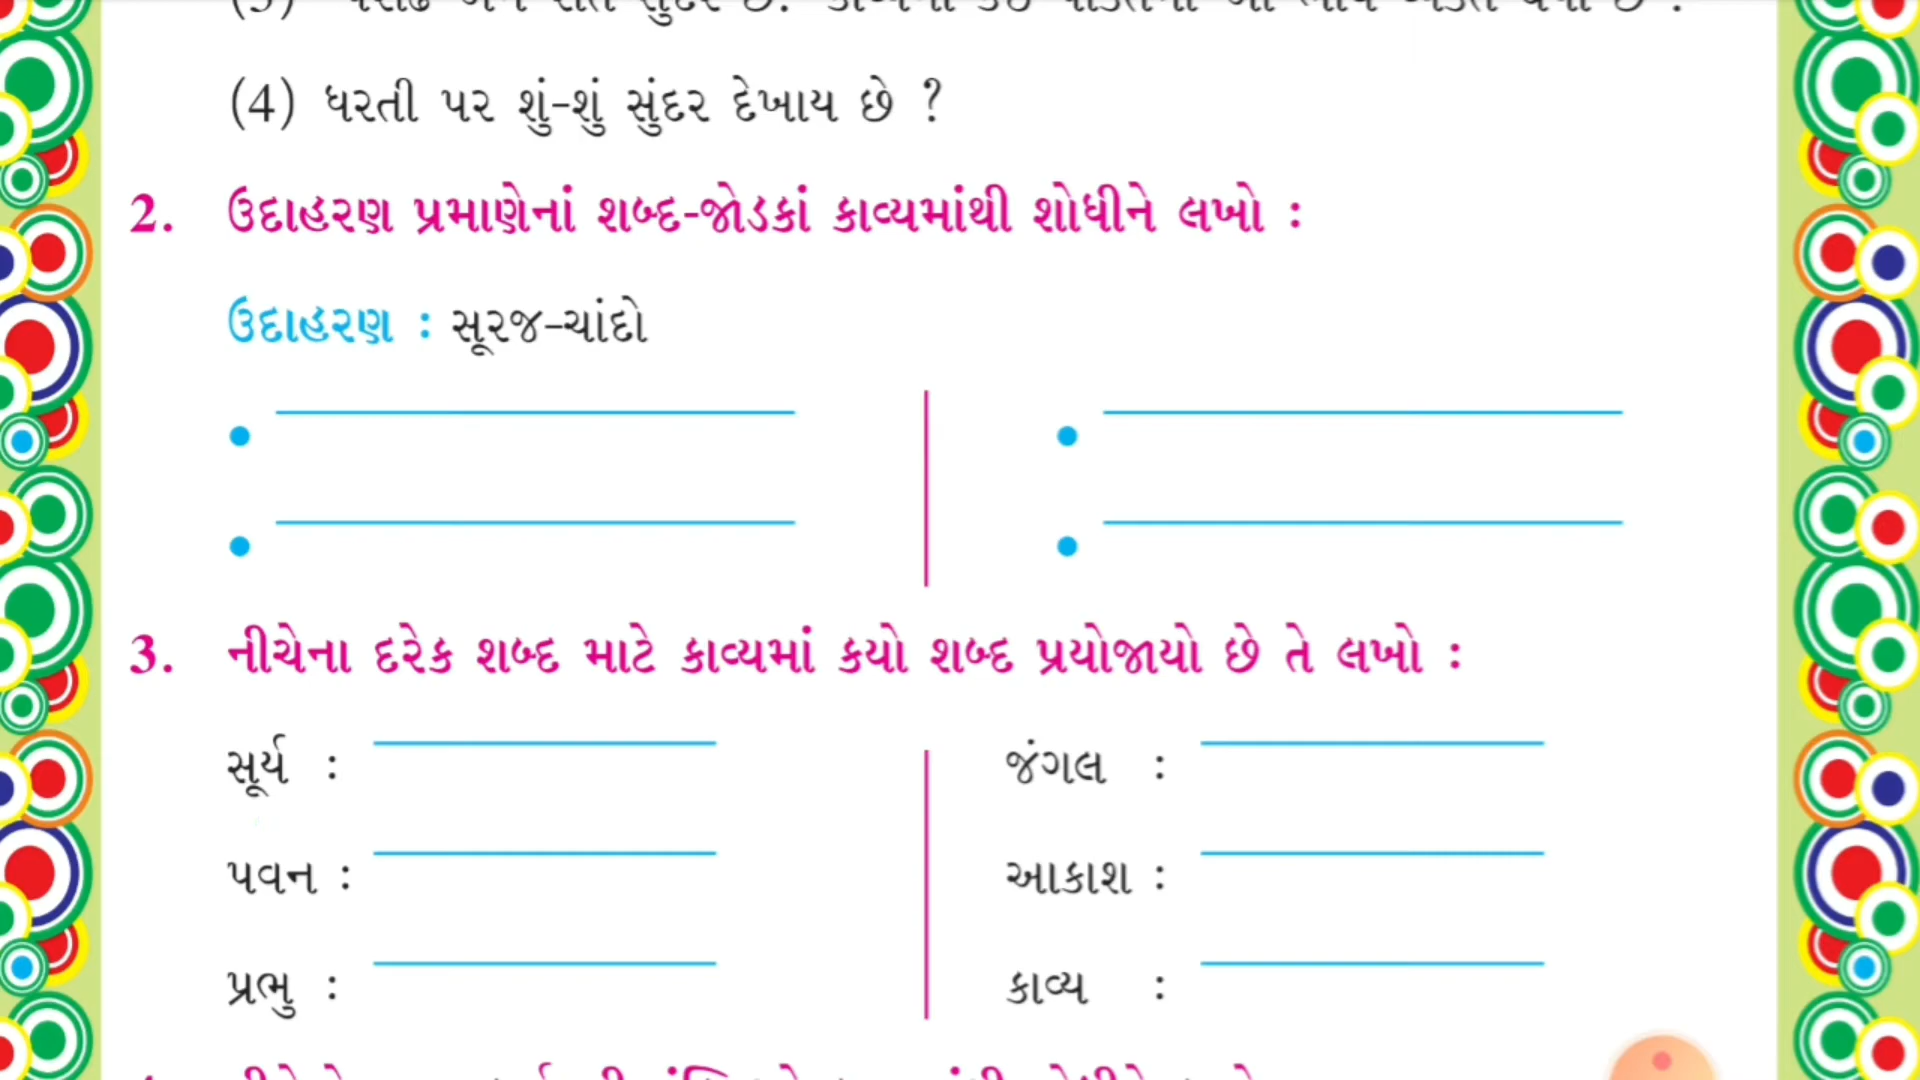 (4) ધરતી પર શું-શું સુંદર દેખાય છે ?
2. ઉદાહરણ પ્રમાણેનાં શબ્દ-જોડકાં કાવ્યમાંથી શોધીને લખો :
ઉદાહરણ : સૂરજ-ચાંદો
3. નીચેના દરેક શબ્દ માટે કાવ્યમાં કયો શબ્દ પ્રયોજાયો છે તે લખો :
સૂર્ય : જંગલ :
પવન : આકાશ :
પ્રભુ : કાવ્ય :